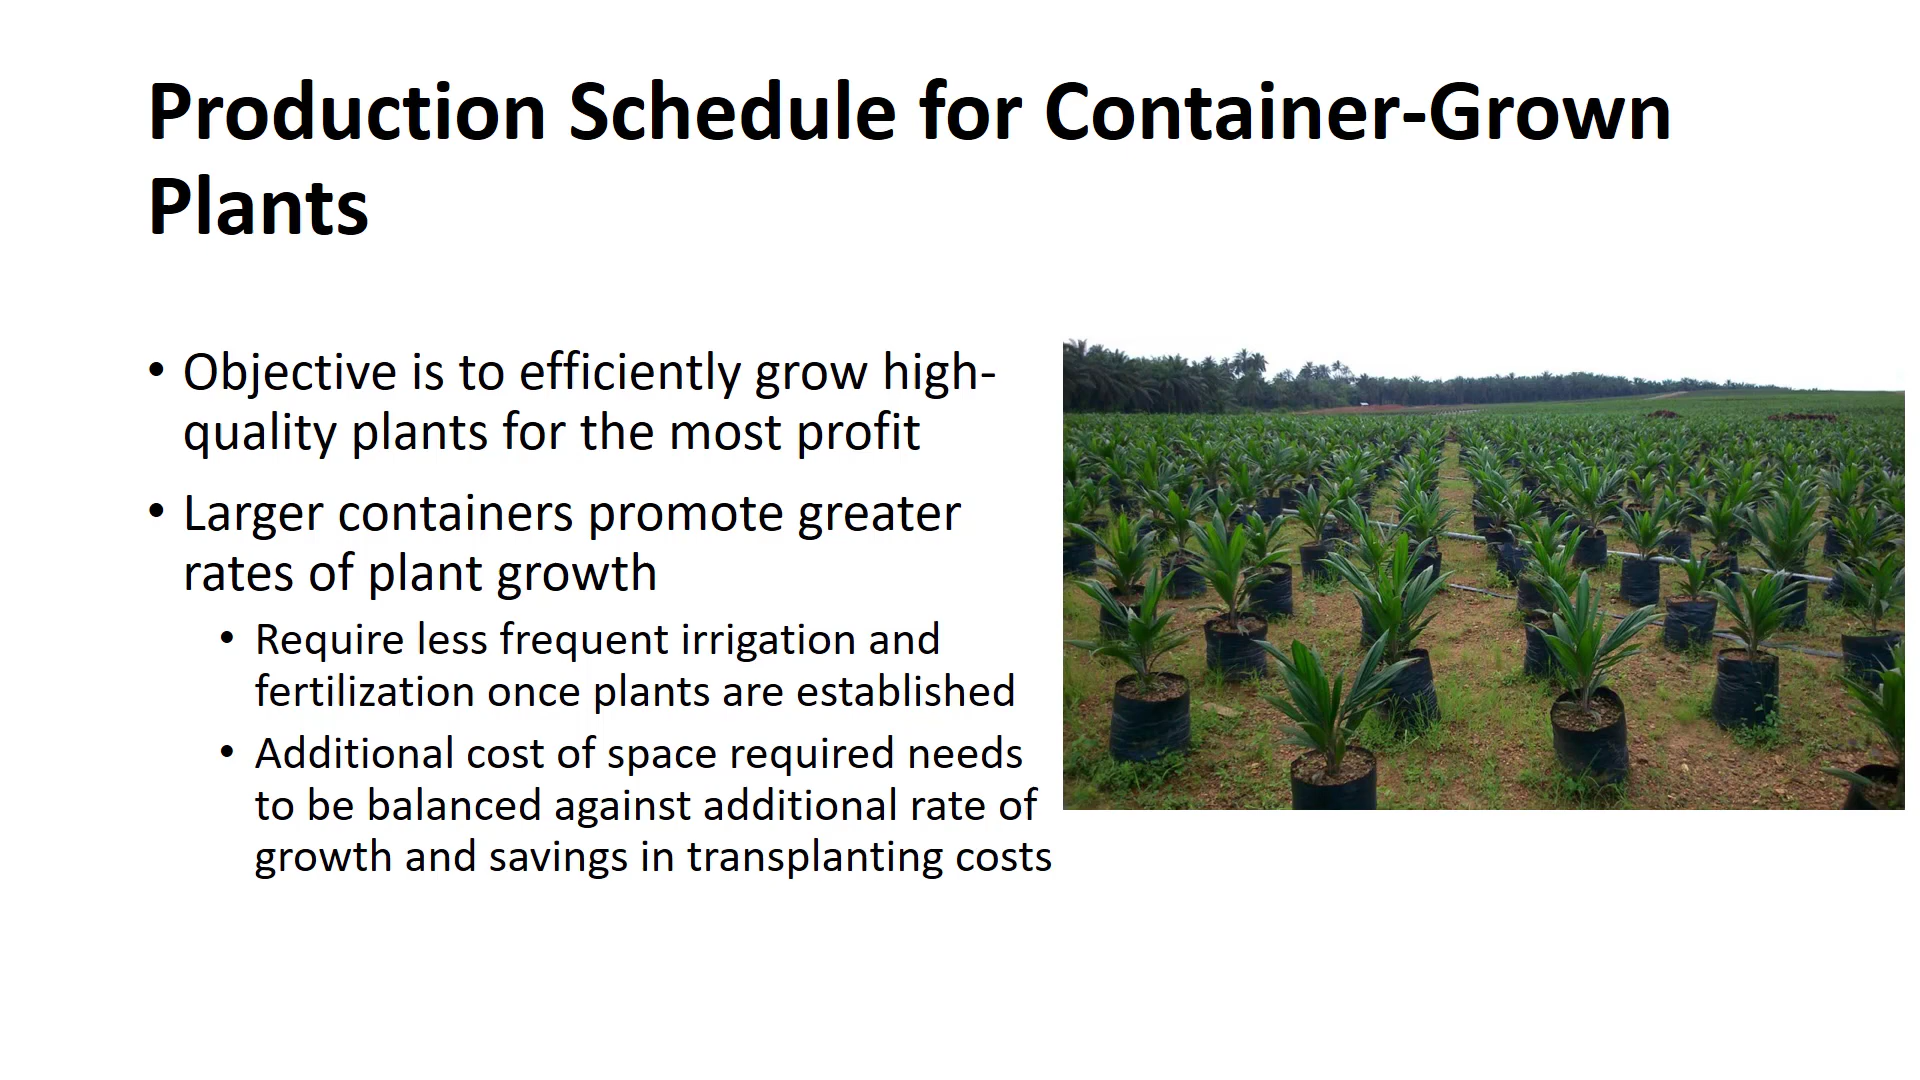 Production Schedule for Container-Grown
Plants
• Objective is to efficiently grow high-
quality plants for the most profit
• Larger containers promote greater
rates of plant growth
• Require less frequent irrigation and
fertilization once plants are established
• Additional cost of space required needs
to be balanced against additional rate of
growth and savings in transplanting costs